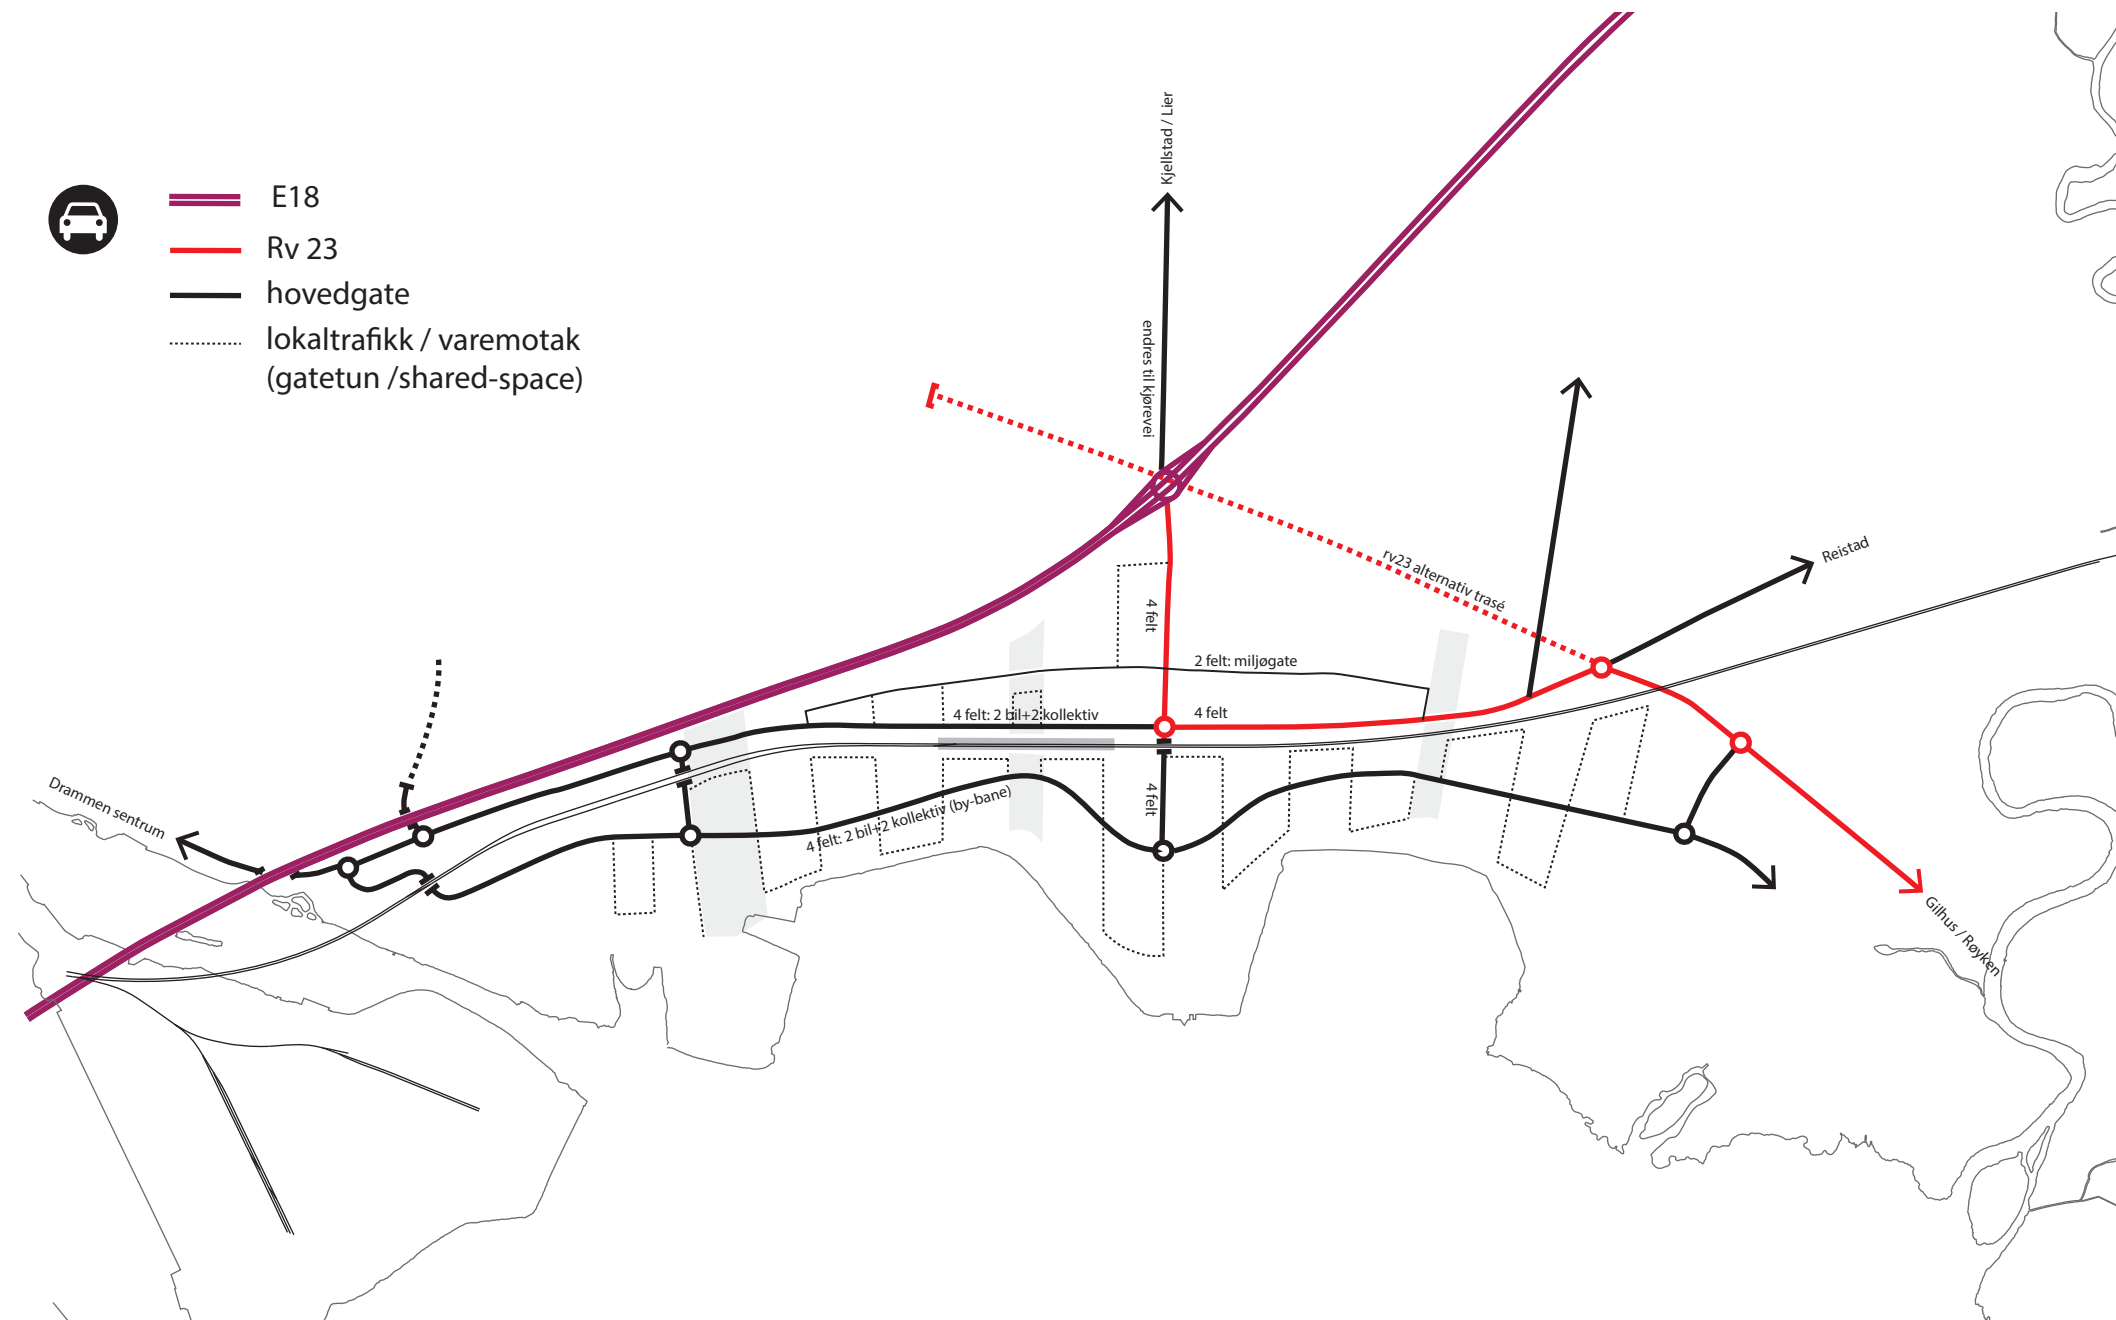 E18
Rv 23
hovedgate
lokaltrafikk / varemotak
(gatetun /shared-space)
Kjellstad / Lier
endres til kjørevei
rv23 alternativ trasé
Reistad
4 felt
2 felt: miljøgate
4 felt: 2 bil+2 kollektiv
4 felt
4 felt
4 felt: 2 bil+2 kollektiv (by-bane)
Drammen sentrum
Gilhus / Røyken